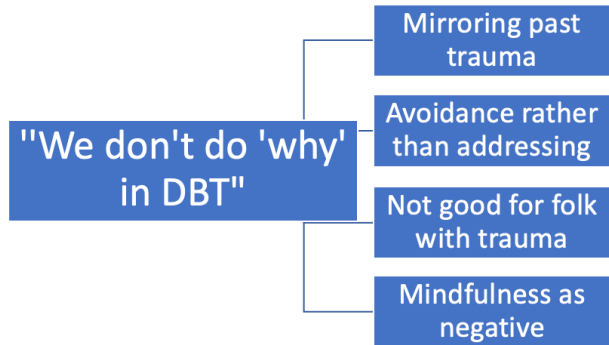 "We don't do 'why'
in DBT"
Mirroring past
trauma
Avoidance rather
than addressing
Not good for folk
with trauma
Mindfulness as
negative